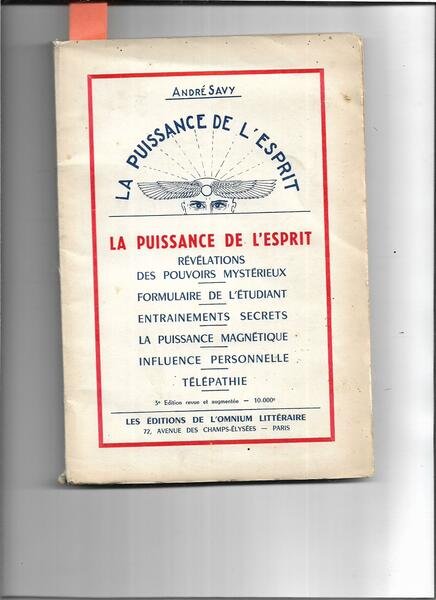 ANDRÉ SAVY
LA PUISSANCE DE L'ESPRIT
LA PUISSANCE DE L'ESPRIT
RÉVÉLATIONS
DES POUVOIRS MYSTÉRIEUX
FORMULAIRE DE L'ÉTUDIANT
ENTRAINEMENTS SECRETS
LA PUISSANCE MAGNÉTIQUE
INFLUENCE PERSONNELLE
TÉLÉPATHIE
5e Edition revue et augmentée — 10.000e
LES ÉDITIONS DE L'OMNIUM LITTÉRAIRE
72, AVENUE DES CHAMPS-ÉLYSÉES — PARIS